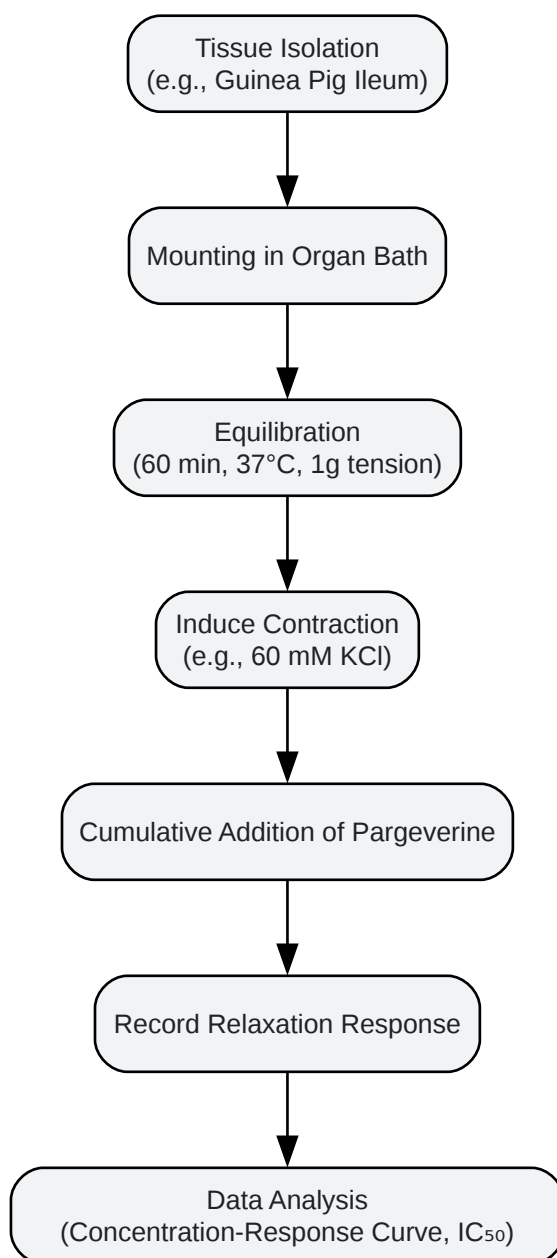 Tissue Isolation
(e.g., Guinea Pig Ileum)
Mounting in Organ Bath
Equilibration
(60 min, 37°C, 1g tension)
Induce Contraction
(e.g., 60 mM KCl)
Cumulative Addition of Pargeverine
Record Relaxation Response
Data Analysis
(Concentration-Response Curve, IC₅₀)